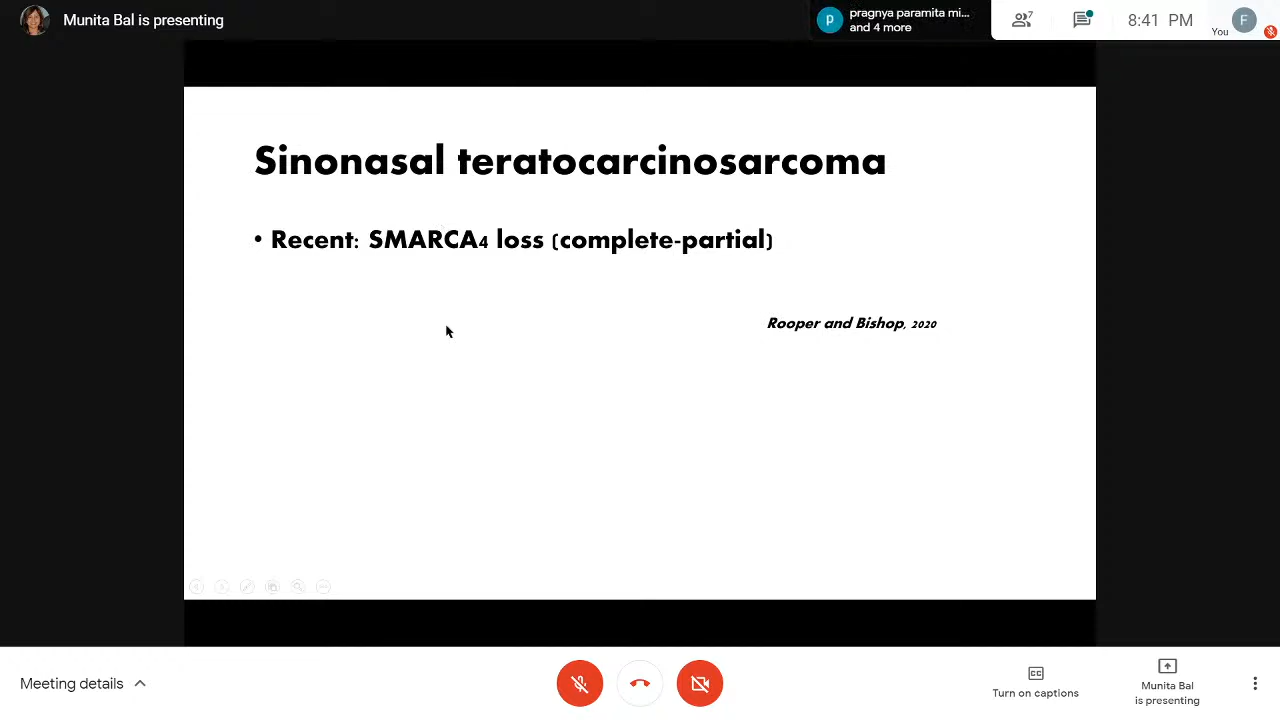 Munita Bal is presenting
p
pragnya paramita mi...
and 4 more
7
8:41 PM
You
F
Sinonasal teratocarcinosarcoma
• Recent: SMARCA4 loss (complete-partial)
Rooper and Bishop, 2020
Meeting details
CC
Turn on captions
Munita Bal
is presenting